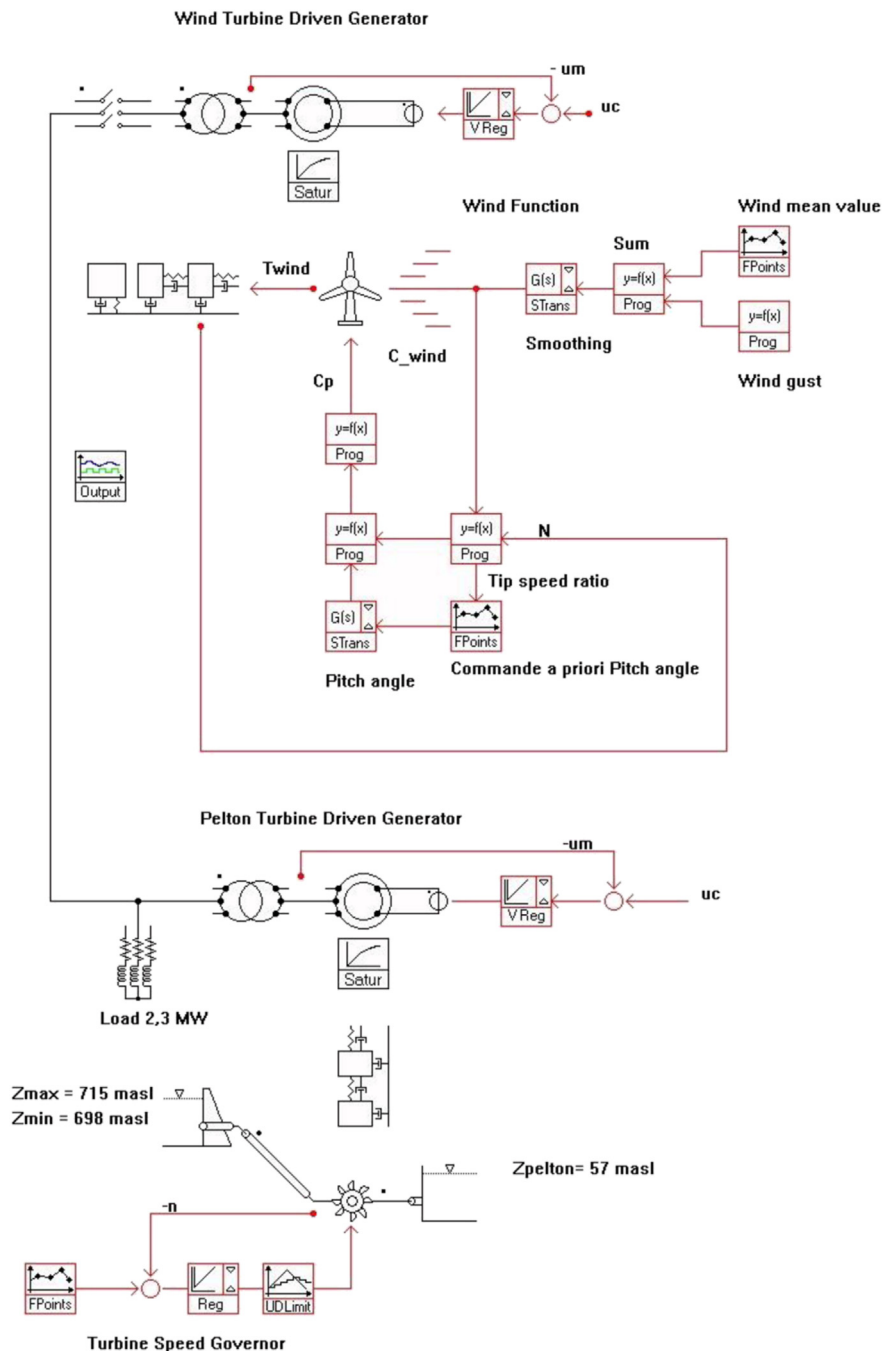 Wind Turbine Driven Generator
- um
uc
V Reg
Satur
Wind Function
Wind mean value
Sum
Twind
G(s)
STrans
y=f(x)
Prog
FPoints
y=f(x)
Prog
C_wind
Smoothing
Wind gust
Cp
y=f(x)
Prog
Output
y=f(x)
Prog
y=f(x)
Prog
N
Tip speed ratio
G(s)
STrans
FPoints
Pitch angle
Commande a priori Pitch angle
Pelton Turbine Driven Generator
-um
V Reg
uc
Satur
Load 2,3 MW
Zmax = 715 masl
Zmin = 698 masl
Zpelton= 57 masl
-n
FPoints
Reg
UDLimit
Turbine Speed Governor